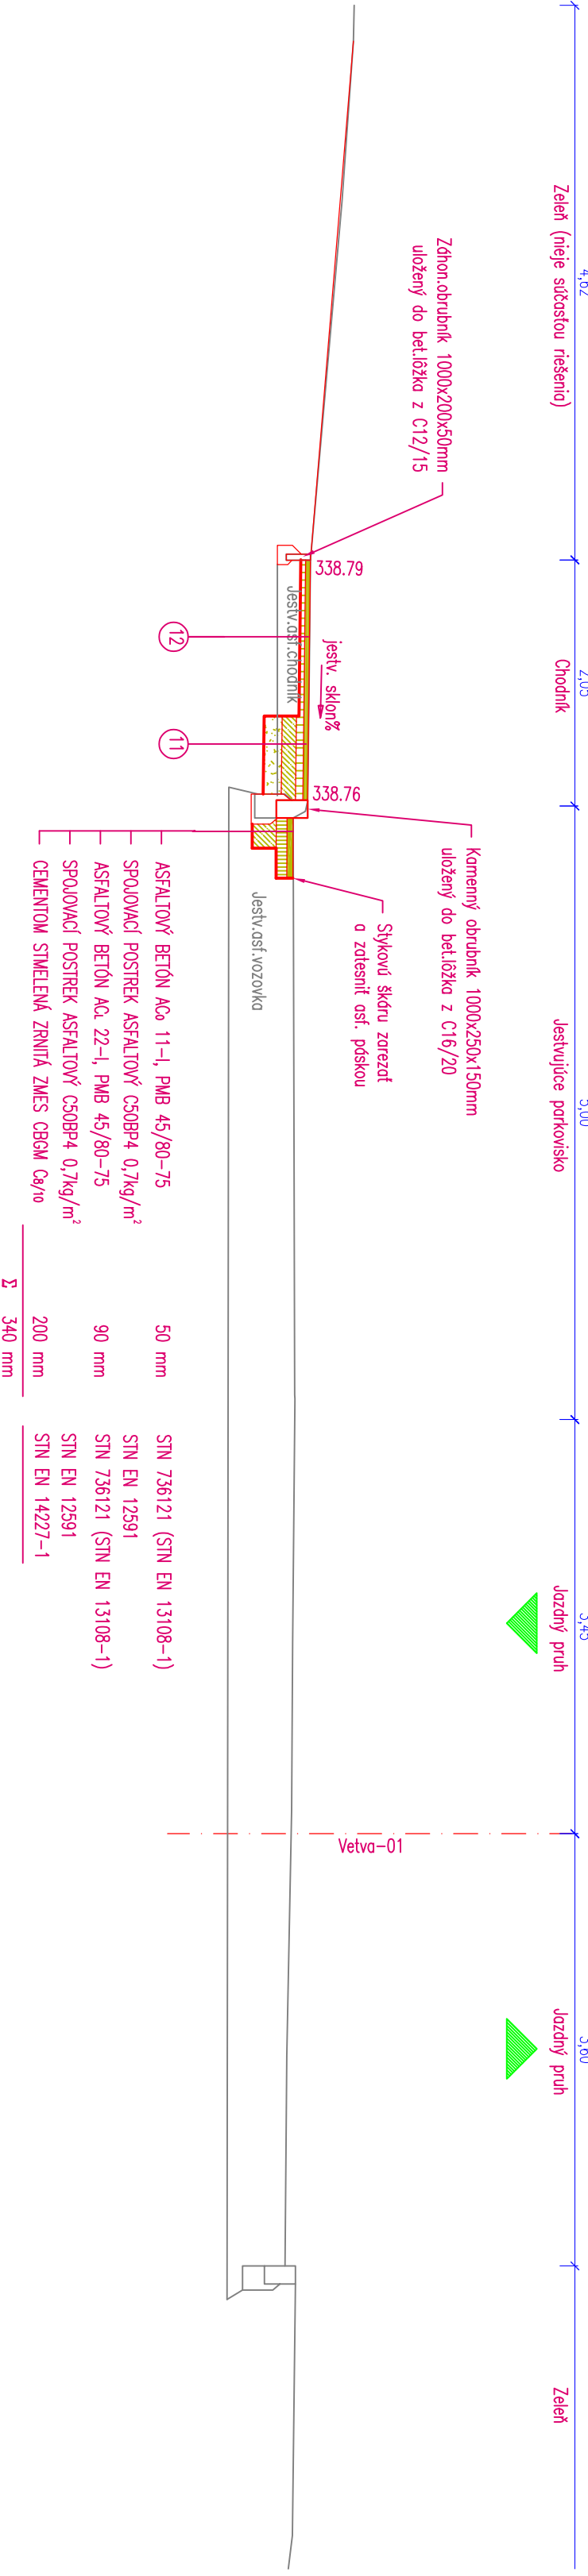 4,62
Zeleň (nieje súčasťou riešenia)
2,05
Chodník
5,00
Jestvujúce parkovisko
3,45
Jazdný pruh
3,60
Jazdný pruh
Zeleň
Záhon.obrubník 1000x200x50mm
uložený do bet.lôžka z C12/15
338.79
jestv. sklon%
338.76
Kamenný obrubník 1000x250x150mm
uložený do bet.lôžka z C16/20
Stykovú škáru zarezať
a zatesniť asf. páskou
Vetva-01
Jestv.asf.chodník
Jestv.asf.vozovka
12
11
ASFALTOVÝ BETÓN ACo 11-I, PMB 45/80-75 50 mm STN 736121 (STN EN 13108-1)
SPOJOVACÍ POSTREK ASFALTOVÝ C50BP4 0,7kg/m² STN EN 12591
ASFALTOVÝ BETÓN ACL 22-I, PMB 45/80-75 90 mm STN 736121 (STN EN 13108-1)
SPOJOVACÍ POSTREK ASFALTOVÝ C50BP4 0,7kg/m² STN EN 12591
CEMENTOM STMELENÁ ZRNITÁ ZMES CBGM C8/10 200 mm STN EN 14227-1
Σ 340 mm